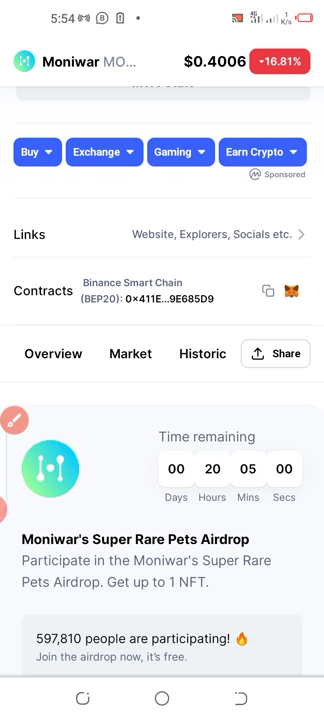 5:54
4G
1
K/s
Moniwar MO... $0.4006 16.81%
Buy Exchange Gaming Earn Crypto
Sponsored
Links Website, Explorers, Socials etc.
Contracts Binance Smart Chain
(BEP20): 0x411E...9E685D9
Overview Market Historic Share
Time remaining
00 20 05 00
Days Hours Mins Secs
Moniwar's Super Rare Pets Airdrop
Participate in the Moniwar's Super Rare
Pets Airdrop. Get up to 1 NFT.
597,810 people are participating! 🔥
Join the airdrop now, it's free.